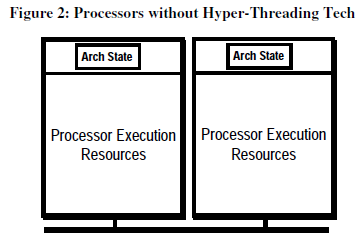 Figure 2: Processors without Hyper-Threading Tech
Arch State
Arch State
Processor Execution
Resources
Processor Execution
Resources